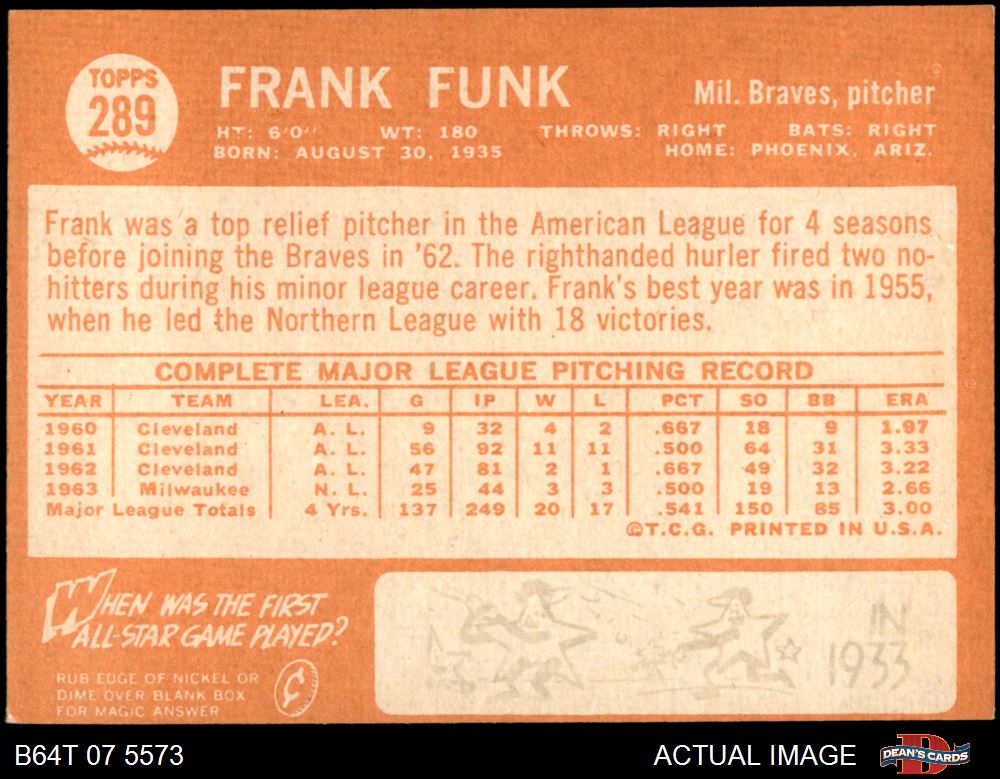 TOPPS
289
FRANK FUNK
Mil. Braves, pitcher
HT: 6'0" WT: 180 THROWS: RIGHT BATS: RIGHT
BORN: AUGUST 30, 1935 HOME: PHOENIX, ARIZ.
Frank was a top relief pitcher in the American League for 4 seasons
before joining the Braves in '62. The righthanded hurler fired two no-
hitters during his minor league career. Frank's best year was in 1955,
when he led the Northern League with 18 victories.
COMPLETE MAJOR LEAGUE PITCHING RECORD
YEAR TEAM LEA. G IP W L PCT SO BB ERA
1960 Cleveland A. L. 9 32 4 2 .667 18 9 1.97
1961 Cleveland A. L. 56 92 11 11 .500 64 31 3.33
1962 Cleveland A. L. 47 81 2 1 .667 49 32 3.22
1963 Milwaukee N. L. 25 44 3 3 .500 19 13 2.66
Major League Totals 4 Yrs. 137 249 20 17 .541 150 85 3.00
©T.C.G. PRINTED IN U.S.A.
WHEN WAS THE FIRST
ALL-STAR GAME PLAYED?
RUB EDGE OF NICKEL OR
DIME OVER BLANK BOX
FOR MAGIC ANSWER
IN
1933
B64T 07 5573 ACTUAL IMAGE DEAN'S CARDS